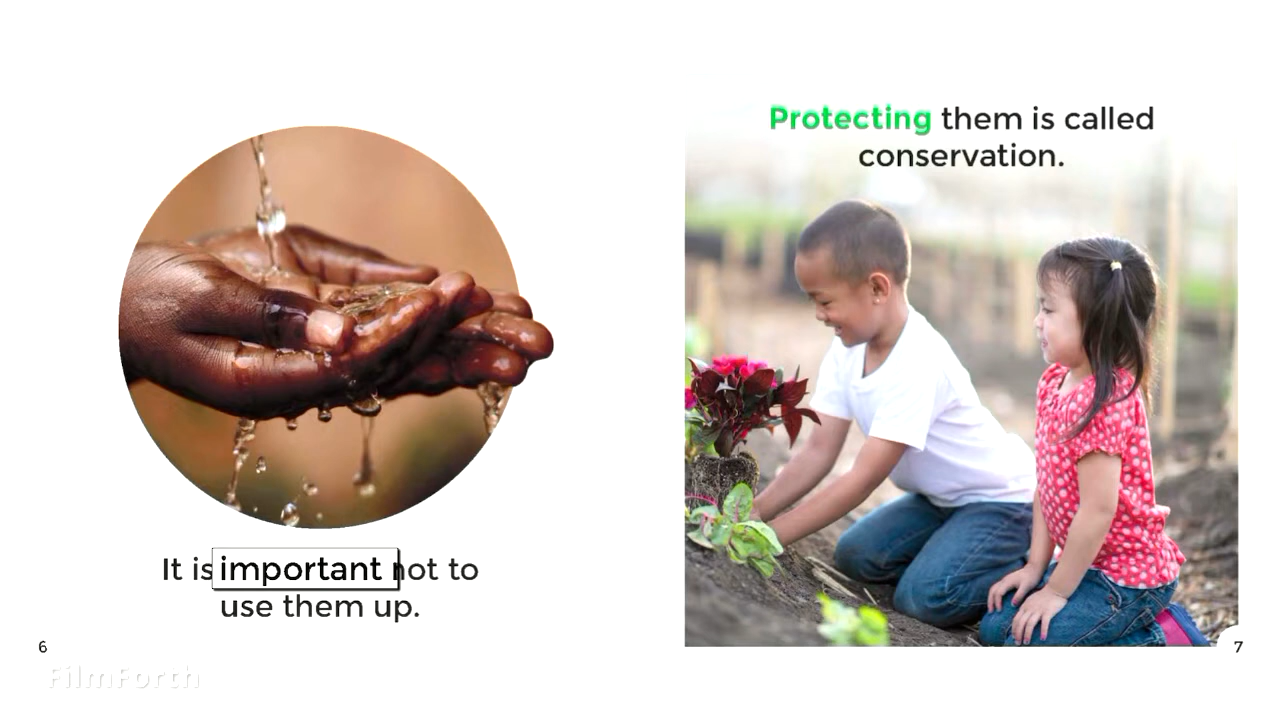 It is important not to
use them up.
6
FilmForth
Protecting them is called
conservation.
7